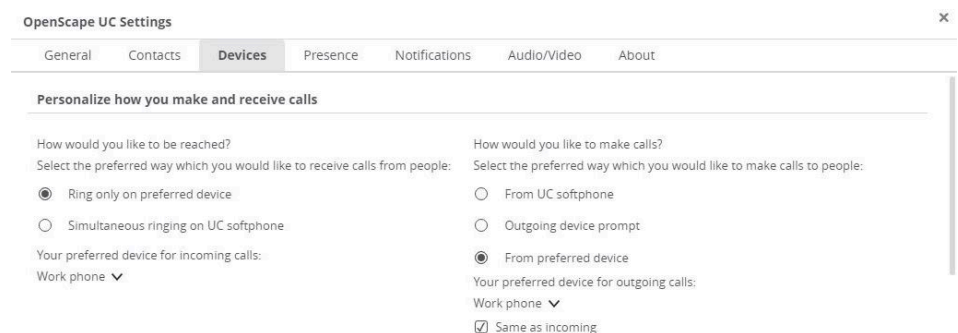 OpenScape UC Settings
General Contacts Devices Presence Notifications Audio/Video About
Personalize how you make and receive calls
How would you like to be reached?
Select the preferred way which you would like to receive calls from people:
Ring only on preferred device
Simultaneous ringing on UC softphone
Your preferred device for incoming calls:
Work phone
How would you like to make calls?
Select the preferred way which you would like to make calls to people:
From UC softphone
Outgoing device prompt
From preferred device
Your preferred device for outgoing calls:
Work phone
Same as incoming